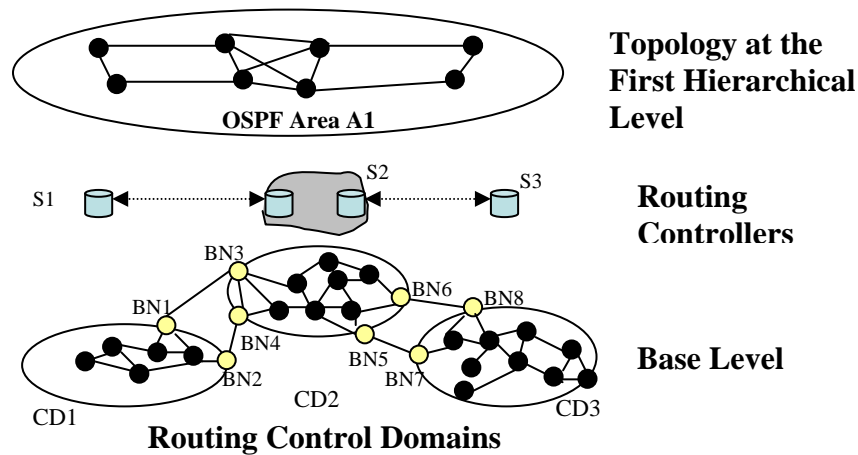 Topology at the
First Hierarchical
Level
OSPF Area A1
S1
S2
S3
Routing
Controllers
BN3
BN1
BN6
BN8
BN4
BN2
BN5
BN7
Base Level
CD1
CD2
CD3
Routing Control Domains